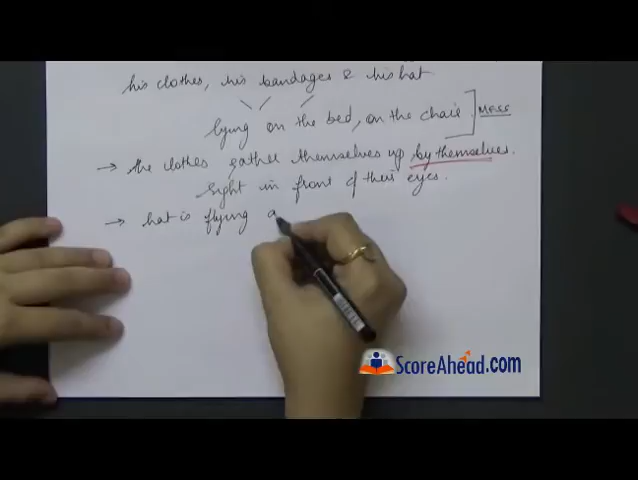 his clothes, his bandages & his hat
lying on the bed, on the chair MESS
→ the clothes gather themselves up by themselves.
right in front of their eyes.
→ hat is flying a
ScoreAhead.com